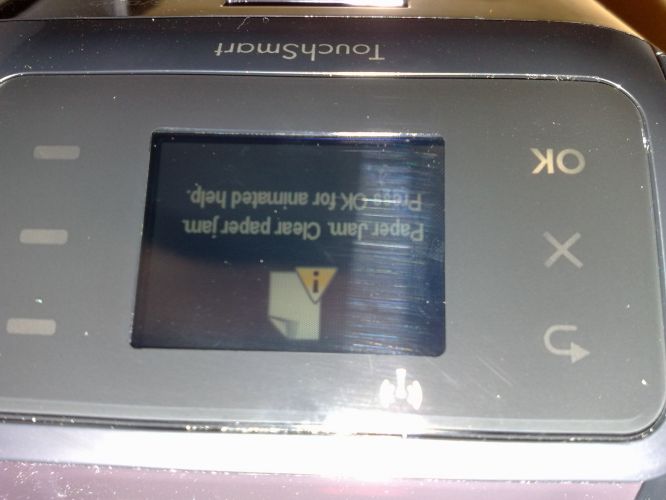 Paper Jam. Clear paper jam.
Press OK for animated help.
OK
TouchSmart